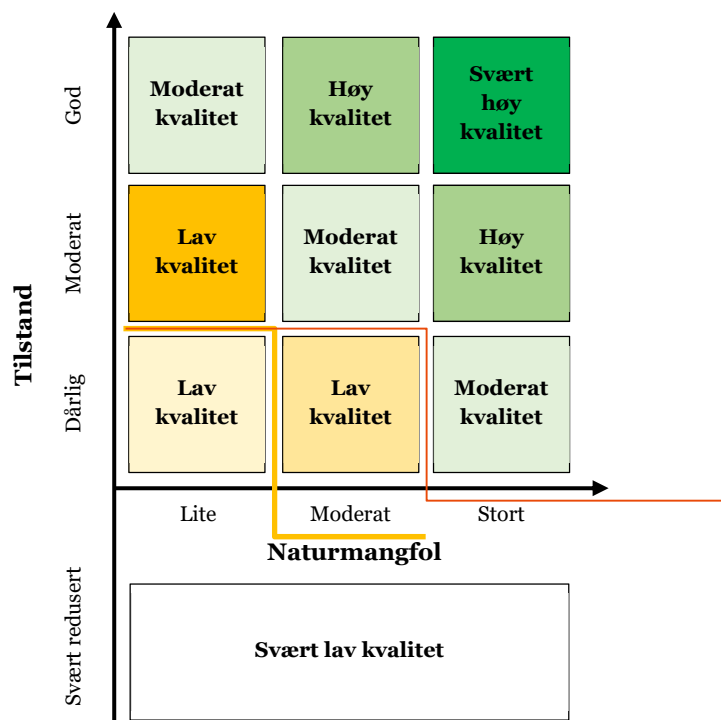 God
Moderat
kvalitet
Høy
kvalitet
Svært
høy
kvalitet
Tilstand
Moderat
Lav
kvalitet
Moderat
kvalitet
Høy
kvalitet
Dårlig
Lav
kvalitet
Lav
kvalitet
Moderat
kvalitet
Lite
Moderat
Stort
Naturmangfol
Svært redusert
Svært lav kvalitet